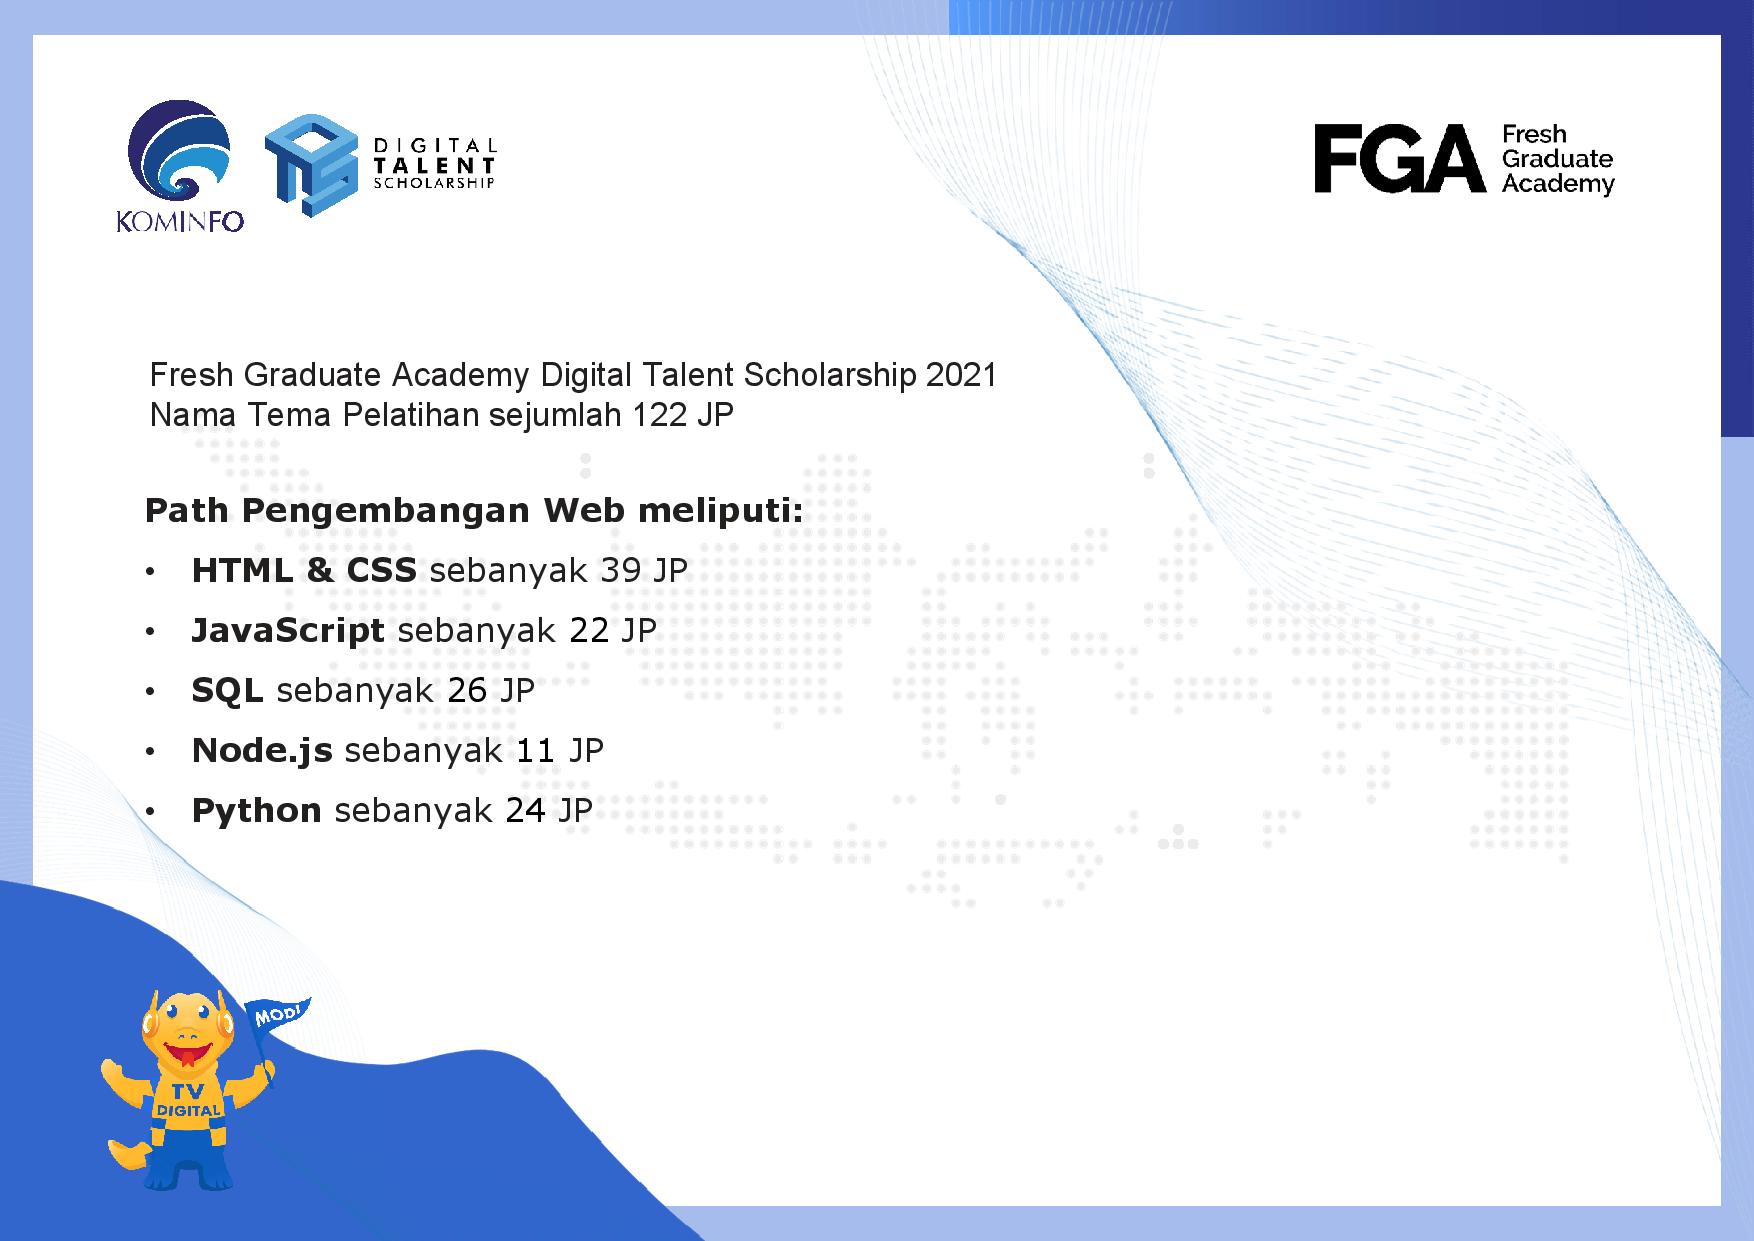 KOMINFO
DIGITAL
TALENT
SCHOLARSHIP
FGA
Fresh
Graduate
Academy
Fresh Graduate Academy Digital Talent Scholarship 2021
Nama Tema Pelatihan sejumlah 122 JP
Path Pengembangan Web meliputi:
• HTML & CSS sebanyak 39 JP
• JavaScript sebanyak 22 JP
• SQL sebanyak 26 JP
• Node.js sebanyak 11 JP
• Python sebanyak 24 JP
MODI
TV
DIGITAL